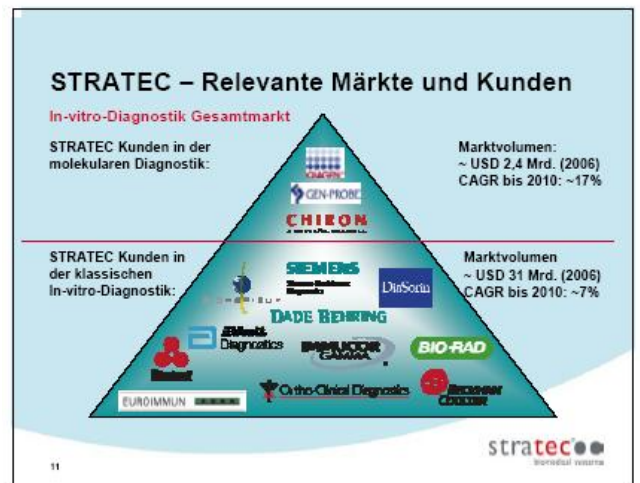 STRATEC – Relevante Märkte und Kunden
In-vitro-Diagnostik Gesamtmarkt
STRATEC Kunden in der
molekularen Diagnostik:
Marktvolumen:
~ USD 2,4 Mrd. (2006)
CAGR bis 2010: ~17%
QIAGEN
GEN-PROBE
CHIRON
STRATEC Kunden in
der klassischen
In-vitro-Diagnostik:
Marktvolumen
~ USD 31 Mrd. (2006)
CAGR bis 2010: ~7%
SIEMENS
DiaSorin
DADE BEHRING
Abbott
Diagnostics
IMMUCOR
GAMMA
BIO-RAD
EUROIMMUN
Ortho-Clinical Diagnostics
BECKMAN
COULTER
11
stratec
biomedical systems